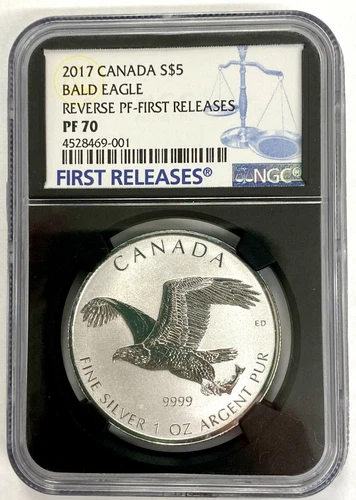 2017 CANADA S$5
BALD EAGLE
REVERSE PF-FIRST RELEASES
PF 70
4528469-001
FIRST RELEASES®
NGC®
CANADA
ED
9999
FINE SILVER 1 OZ ARGENT PUR